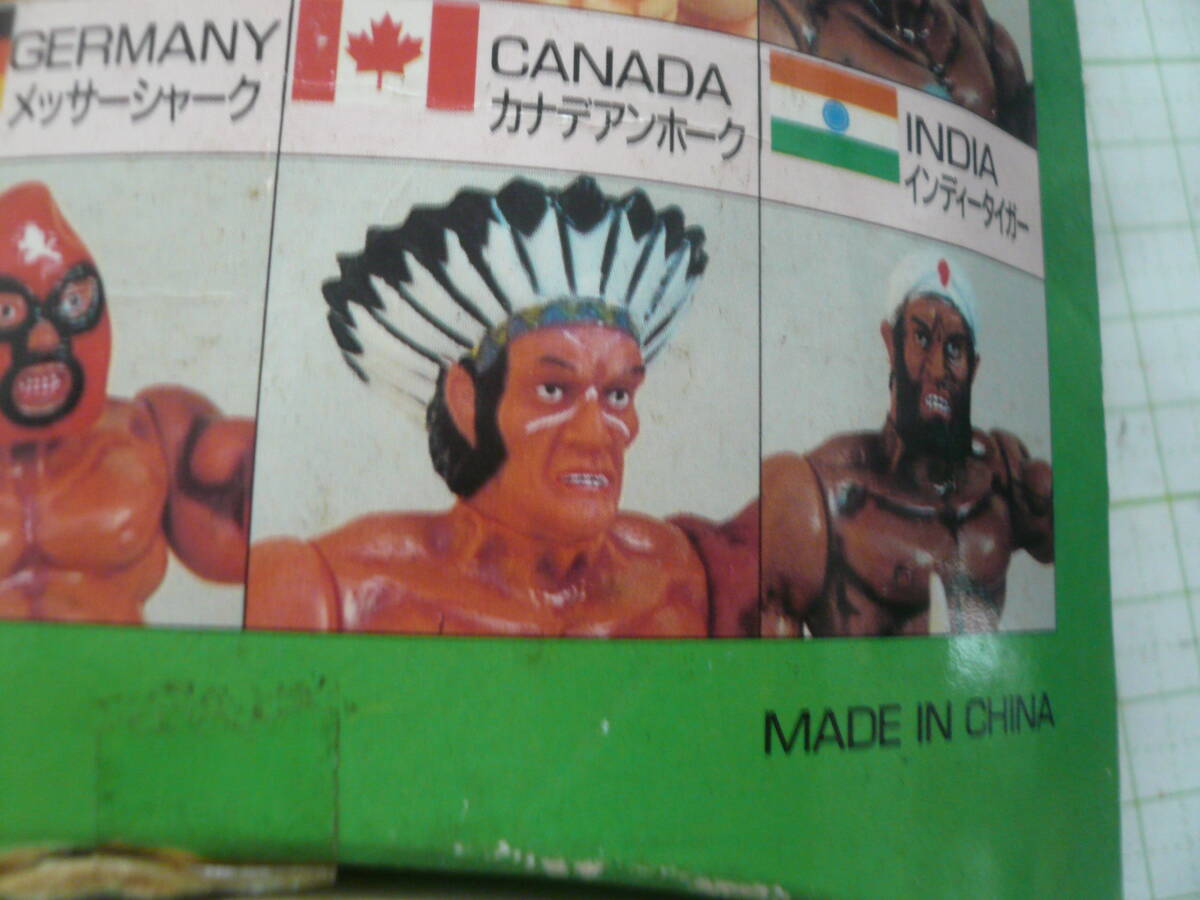 GERMANY
メッサーシャーク
CANADA
カナデアンホーク
INDIA
インディータイガー
MADE IN CHINA